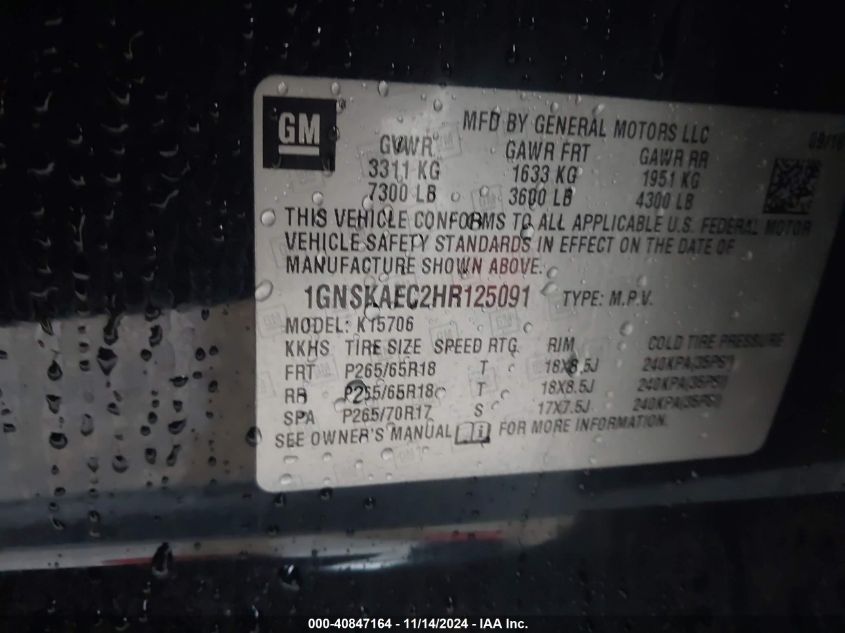 GM
MFD BY GENERAL MOTORS LLC
09/16
GVWR GAWR FRT GAWR RR
3311 KG 1633 KG 1951 KG
7300 LB 3600 LB 4300 LB
THIS VEHICLE CONFORMS TO ALL APPLICABLE U.S. FEDERAL MOTOR
VEHICLE SAFETY STANDARDS IN EFFECT ON THE DATE OF
MANUFACTURE SHOWN ABOVE.
1GNSKAEC2HR125091 TYPE: M.P.V.
MODEL: K15706
KKHS TIRE SIZE SPEED RTG RIM COLD TIRE PRESSURE
FRT P265/65R18 T 18X8.5J 240KPA(35PSI)
RR P265/65R18 T 18X8.5J 240KPA(35PSI)
SPA P265/70R17 S 17X7.5J 240KPA(35PSI)
SEE OWNER'S MANUAL FOR MORE INFORMATION.
000-40847164 - 11/14/2024 - IAA Inc.